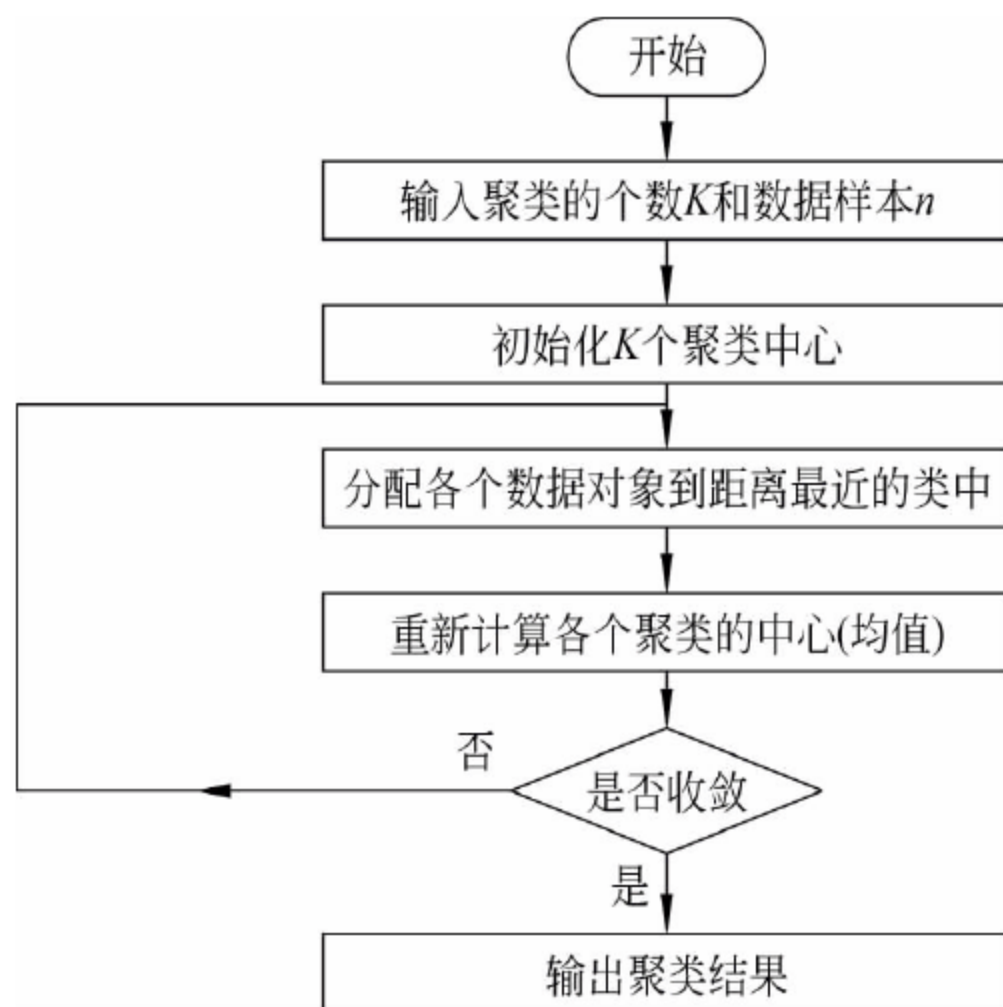 开始
输入聚类的个数K和数据样本n
初始化K个聚类中心
分配各个数据对象到距离最近的类中
重新计算各个聚类的中心(均值)
否
是否收敛
是
输出聚类结果